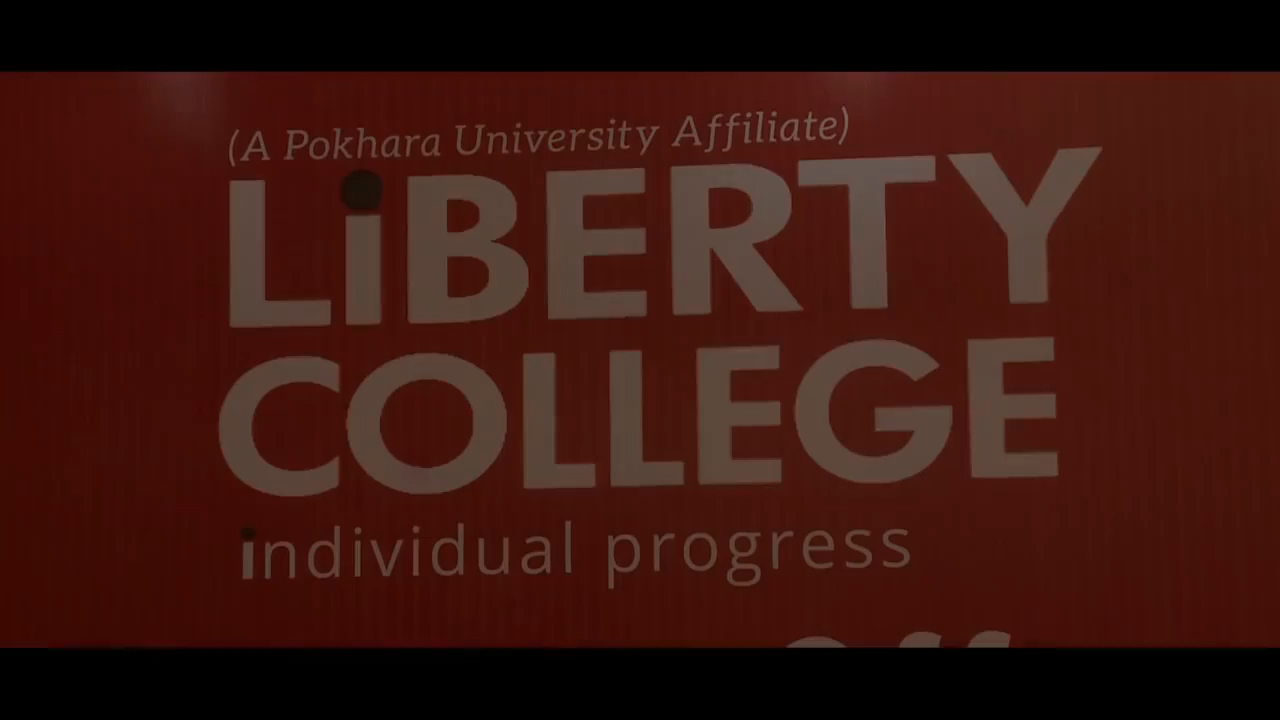 (A Pokhara University Affiliate)
LiBERTY
COLLEGE
individual progress